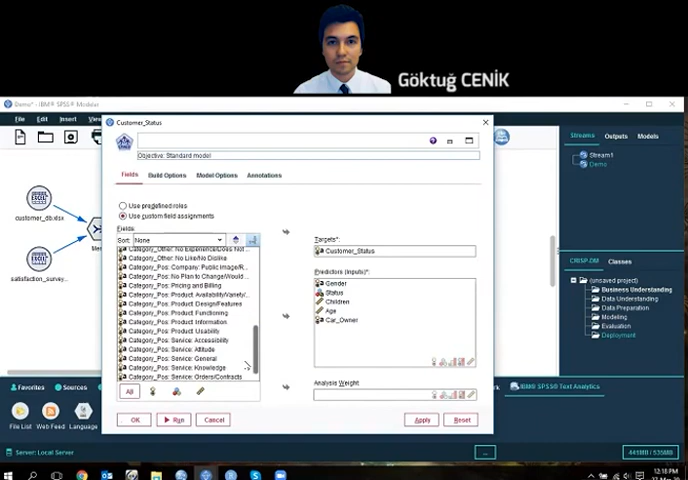 Göktuğ CENİK
Demo* - IBM® SPSS® Modeler
File Edit Insert View
Customer_Status
Objective: Standard model
Fields Build Options Model Options Annotations
Use predefined roles
Use custom field assignments
Fields
Sort: None
Category_Other: No Like/No Dislike
Category_Pos: Company: Public Image/R...
Category_Pos: No Plan to Change/Would...
Category_Pos: Pricing and Billing
Category_Pos: Product: Availability/Variety/...
Category_Pos: Product: Design/Features
Category_Pos: Product: Functioning
Category_Pos: Product: Information
Category_Pos: Product: Usability
Category_Pos: Service: Accessibility
Category_Pos: Service: Attitude
Category_Pos: Service: General
Category_Pos: Service: Knowledge
Category_Pos: Service: Orders/Contracts
All
Targets*:
Customer_Status
Predictors (Inputs)*:
Gender
Status
Children
Age
Car_Owner
Analysis Weight:
OK Run Cancel Apply Reset
customer_db.xlsx
satisfaction_survey...
Streams Outputs Models
Stream1
Demo
CRISP-DM Classes
(unsaved project)
Business Understanding
Data Understanding
Data Preparation
Modeling
Evaluation
Deployment
Favorites Sources
File List Web Feed Language
IBM® SPSS® Text Analytics
Server: Local Server
441MB / 535MB
12:18 PM